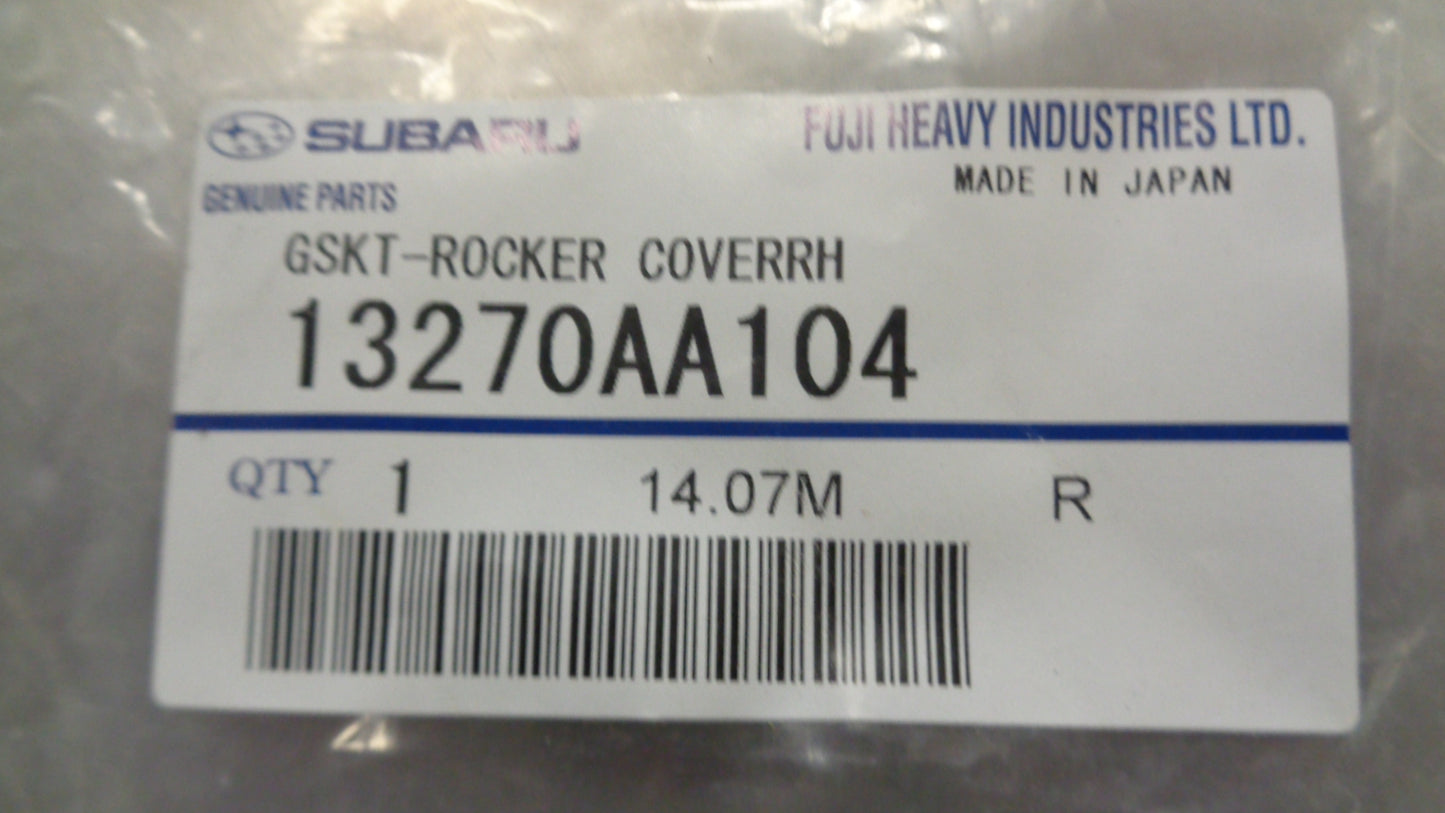 SUBARU
FUJI HEAVY INDUSTRIES LTD.
MADE IN JAPAN
GENUINE PARTS
GSKT-ROCKER COVERRH
13270AA104
QTY 1 14.07M R